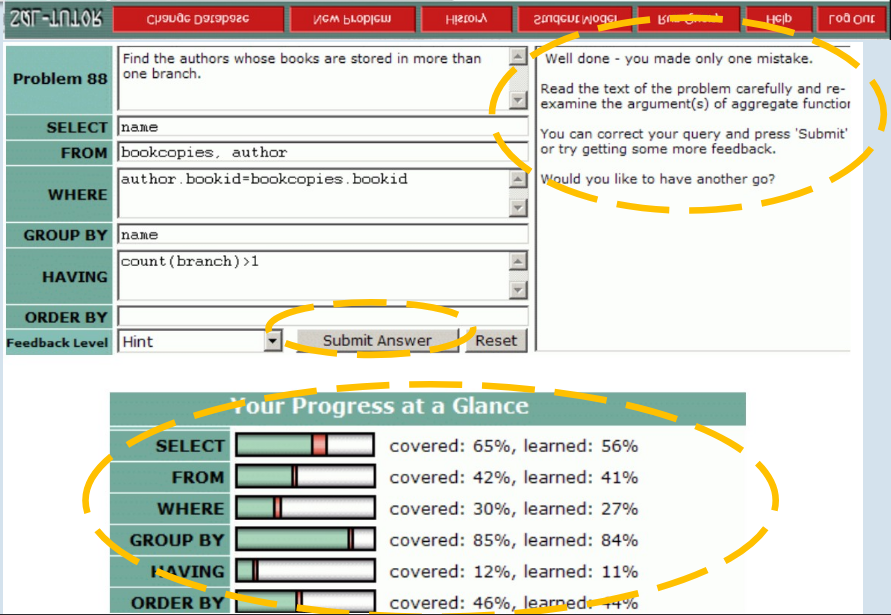 SQL-TUTOR Change Database New Problem History Student Model Run Query Help Log Out
Problem 88
Find the authors whose books are stored in more than
one branch.
SELECT name
FROM bookcopies, author
WHERE author.bookid=bookcopies.bookid
GROUP BY name
HAVING count(branch)>1
ORDER BY
Feedback Level Hint Submit Answer Reset
Well done - you made only one mistake.
Read the text of the problem carefully and re-
examine the argument(s) of aggregate function
You can correct your query and press 'Submit'
or try getting some more feedback.
Would you like to have another go?
Your Progress at a Glance
SELECT covered: 65%, learned: 56%
FROM covered: 42%, learned: 41%
WHERE covered: 30%, learned: 27%
GROUP BY covered: 85%, learned: 84%
HAVING covered: 12%, learned: 11%
ORDER BY covered: 46%, learned: 44%